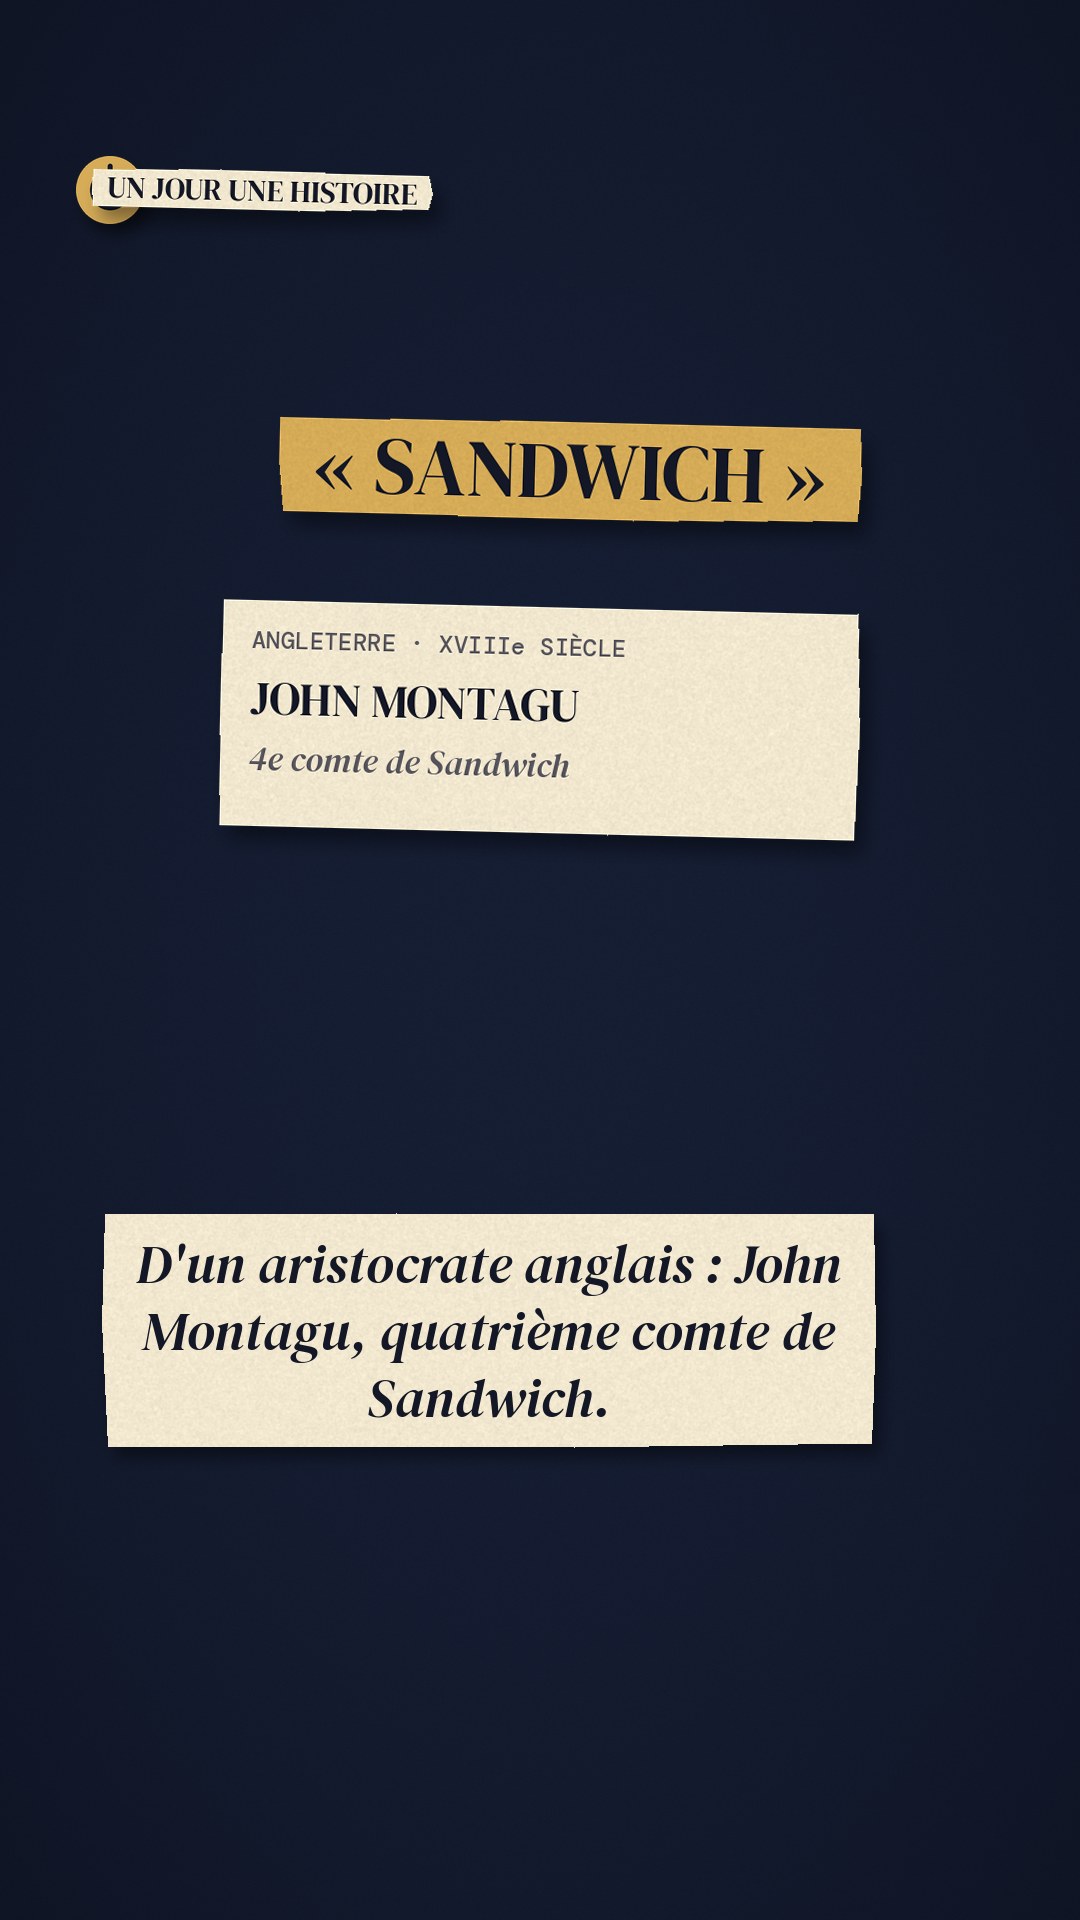 UN JOUR UNE HISTOIRE
« SANDWICH »
ANGLETERRE · XVIIIe SIÈCLE
JOHN MONTAGU
4e comte de Sandwich
D'un aristocrate anglais : John
Montagu, quatrième comte de
Sandwich.